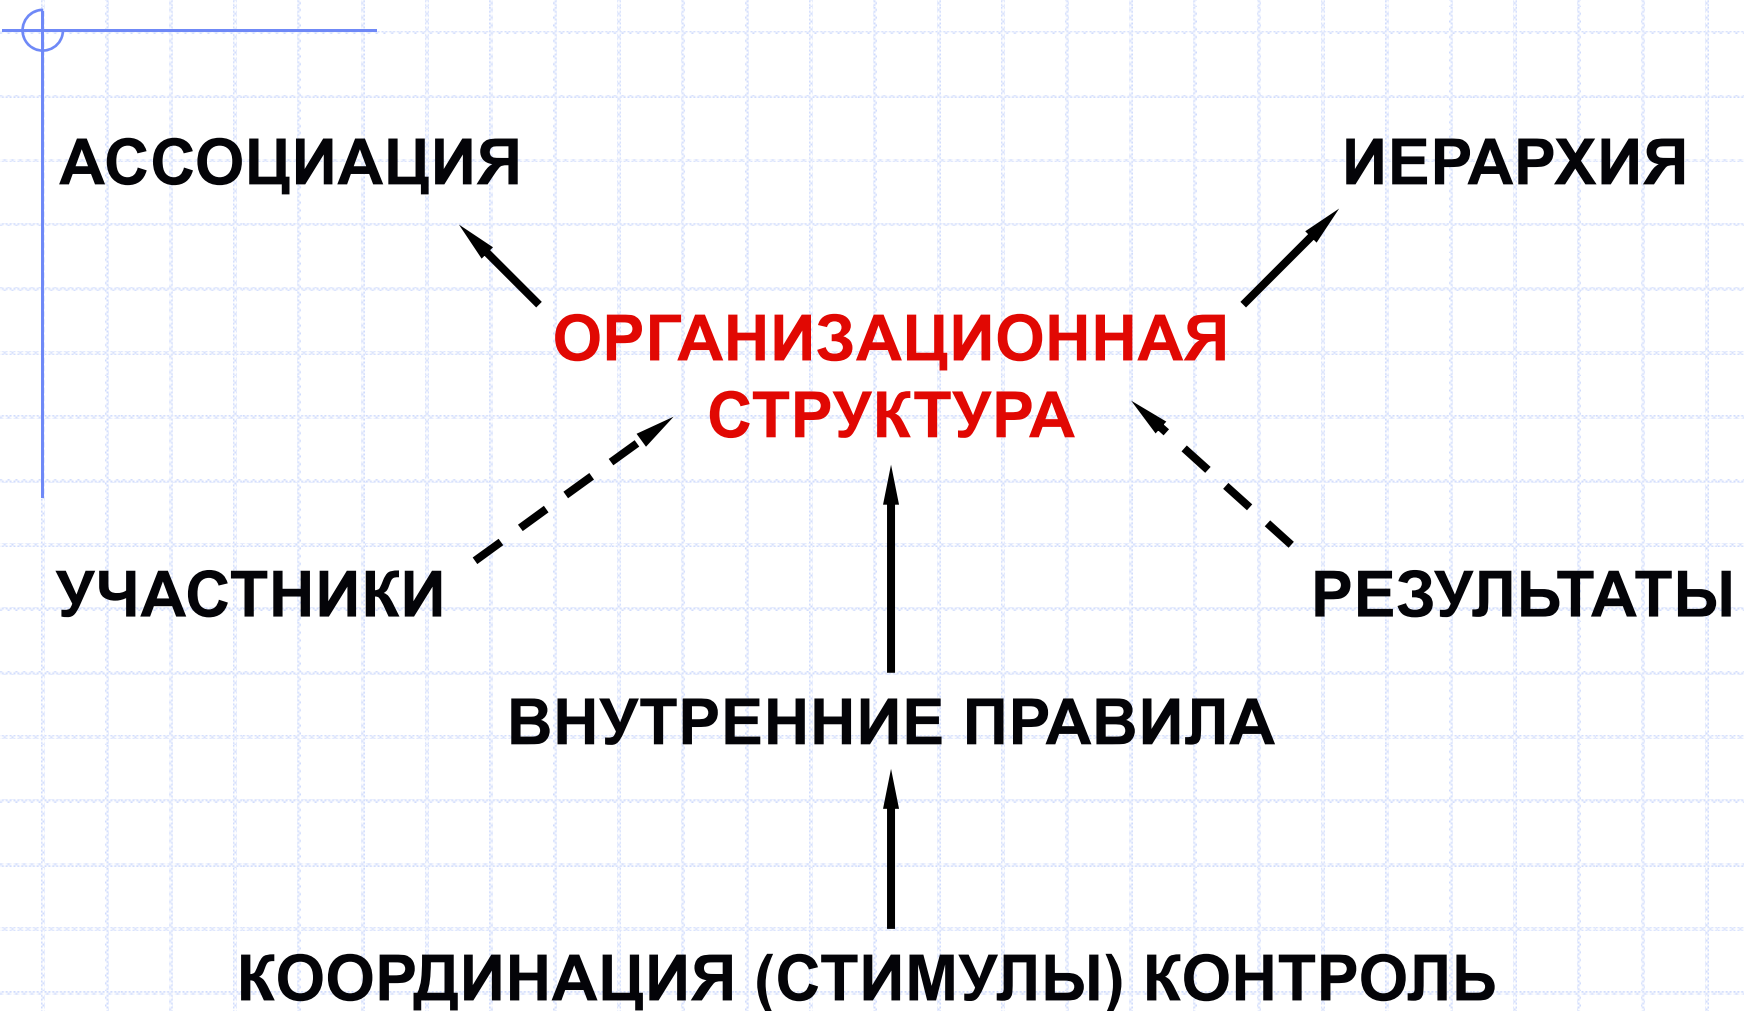 АССОЦИАЦИЯ
ИЕРАРХИЯ
ОРГАНИЗАЦИОННАЯ
СТРУКТУРА
УЧАСТНИКИ
РЕЗУЛЬТАТЫ
ВНУТРЕННИЕ ПРАВИЛА
КООРДИНАЦИЯ (СТИМУЛЫ) КОНТРОЛЬ